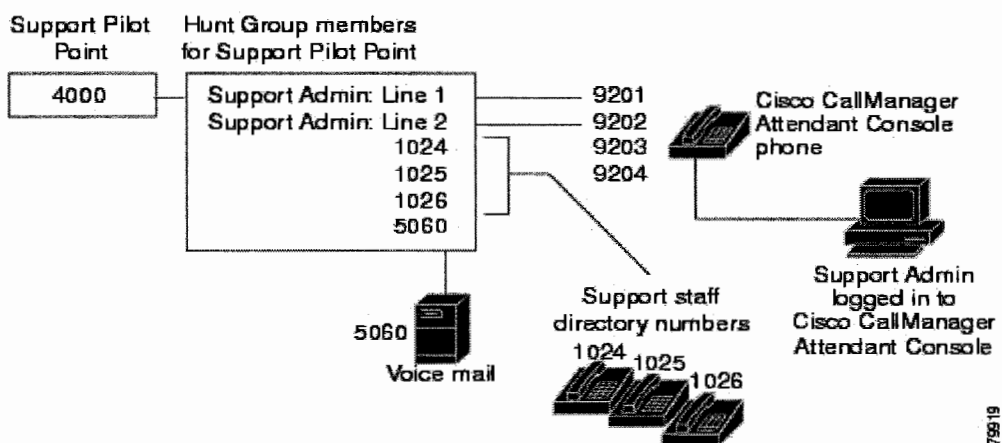 Support Pilot
Point
Hunt Group members
for Support Pilot Point
4000
Support Admin: Line 1
Support Admin: Line 2
1024
1025
1026
5060
9201
9202
9203
9204
Cisco CallManager
Attendant Console
phone
Support Admin
logged in to
Cisco CallManager
Attendant Console
Support staff
directory numbers
1024
1025
1026
5060
Voice mail
79919